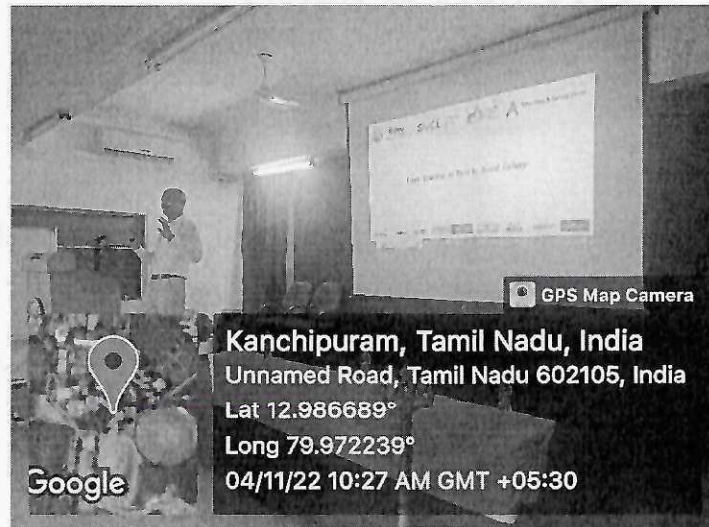 GPS Map Camera
Kanchipuram, Tamil Nadu, India
Unnamed Road, Tamil Nadu 602105, India
Lat 12.986689°
Long 79.972239°
04/11/22 10:27 AM GMT +05:30
Google